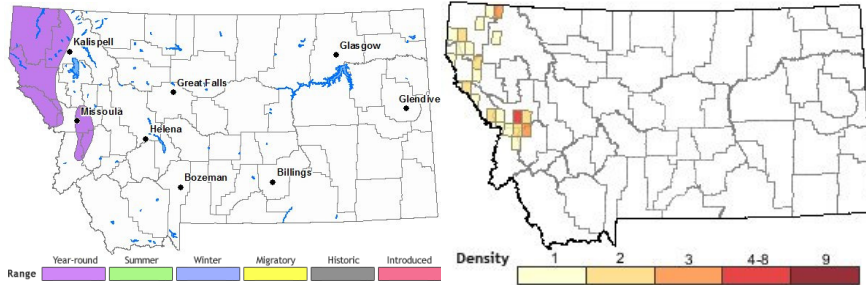 Kalispell
Glasgow
Great Falls
Glendive
Missoula
Helena
Bozeman
Billings
Year-round Summer Winter Migratory Historic Introduced
Range
Density
1 2 3 4-8 9